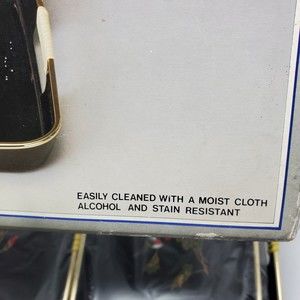 EASILY CLEANED WITH A MOIST CLOTH
ALCOHOL AND STAIN RESISTANT